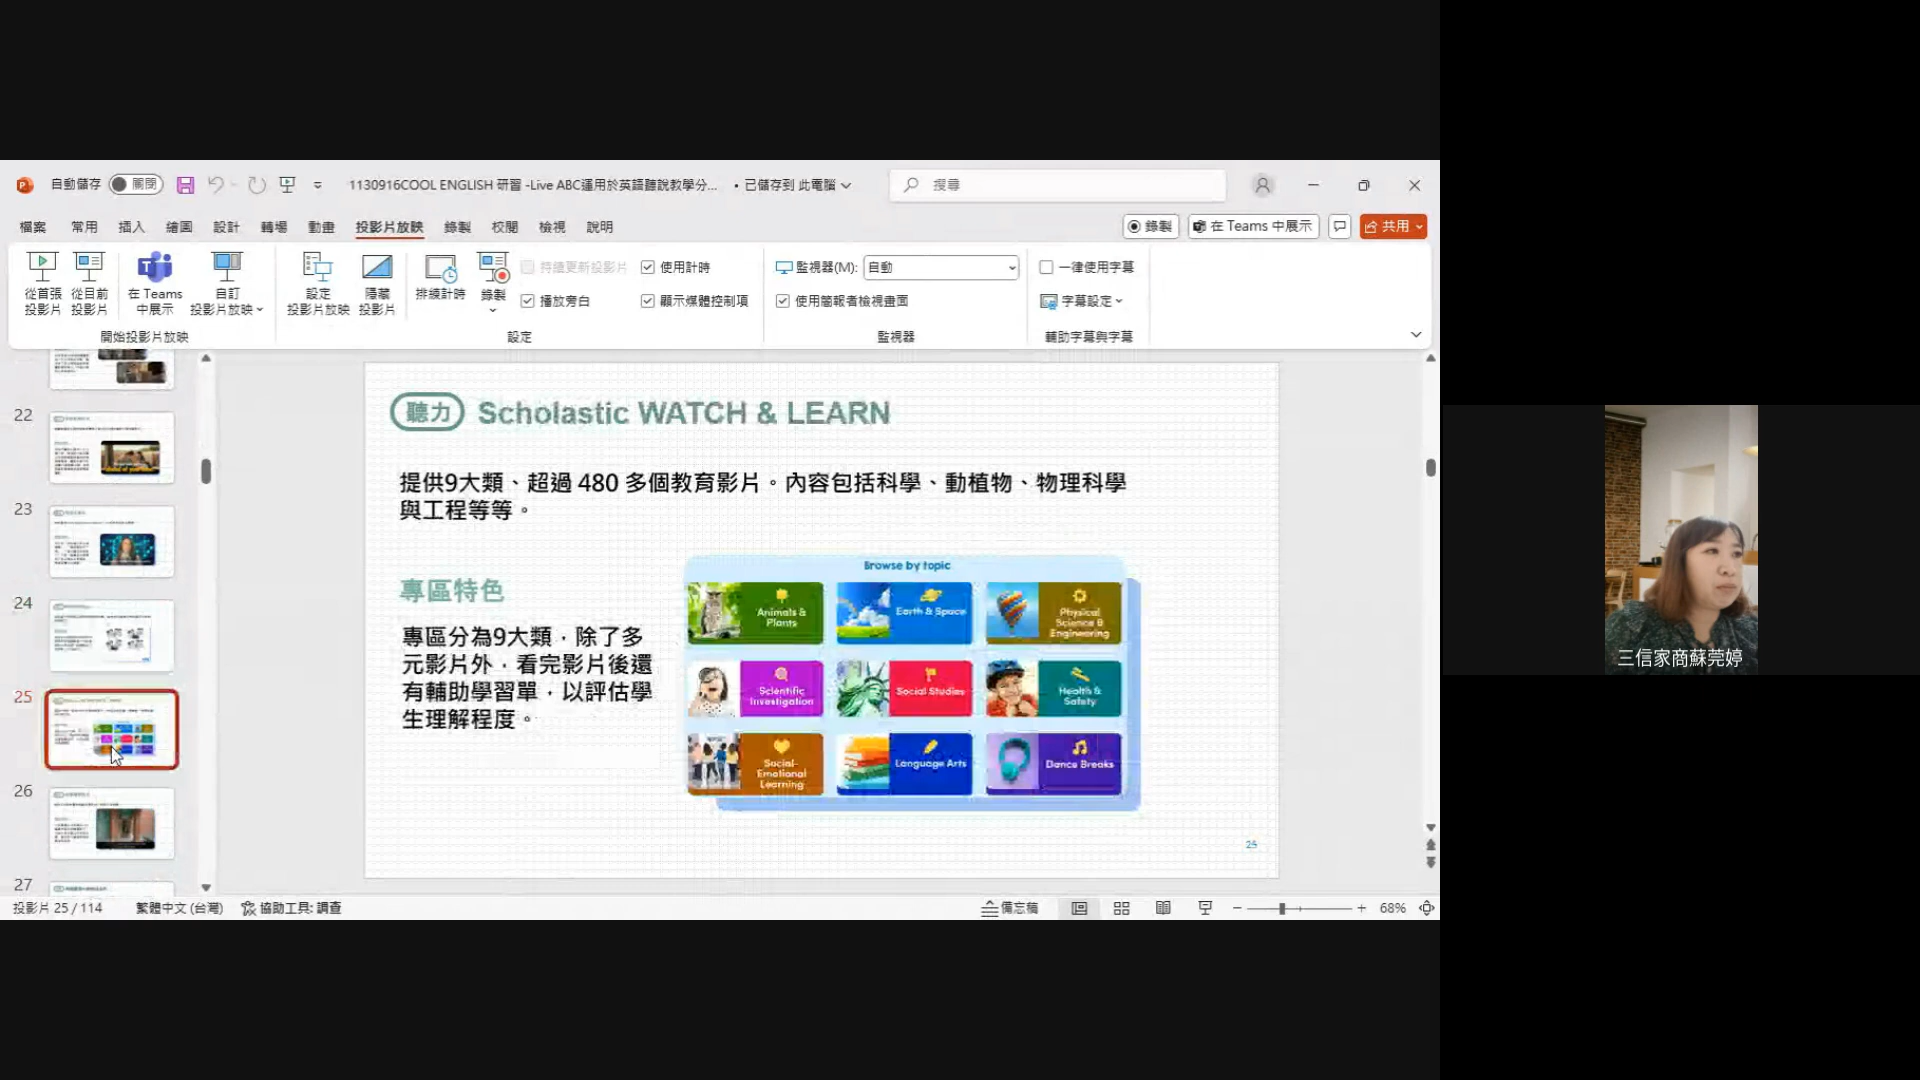 自動儲存 關閉 1130916COOL ENGLISH 研習 -Live ABC運用於英語聽說教學分... • 已儲存到 此電腦 搜尋
檔案 常用 插入 繪圖 設計 轉場 動畫 投影片放映 錄製 校閱 檢視 說明 錄製 在 Teams 中展示 共用
從首張
投影片
從目前
投影片
在 Teams
中展示
自訂
投影片放映
開始投影片放映
設定
投影片放映
隱藏
投影片
排練計時
錄製
持續更新投影片
播放旁白
使用計時
顯示媒體控制項
設定
監視器(M): 自動
使用簡報者檢視畫面
監視器
一律使用字幕
字幕設定
輔助字幕與字幕
22
23
24
25
26
27
聽力 Scholastic WATCH & LEARN
提供9大類、超過 480 多個教育影片。內容包括科學、動植物、物理科學
與工程等等。
專區特色
專區分為9大類，除了多
元影片外，看完影片後還
有輔助學習單，以評估學
生理解程度。
Browse by topic
Animals &
Plants
Earth & Space
Physical
Science &
Engineering
Scientific
Investigation
Social Studies
Health &
Safety
Social-
Emotional
Learning
Language Arts
Dance Breaks
25
投影片 25 / 114 繁體中文 (台灣) 協助工具: 調查 備忘稿 68%
三信家商蘇莞婷